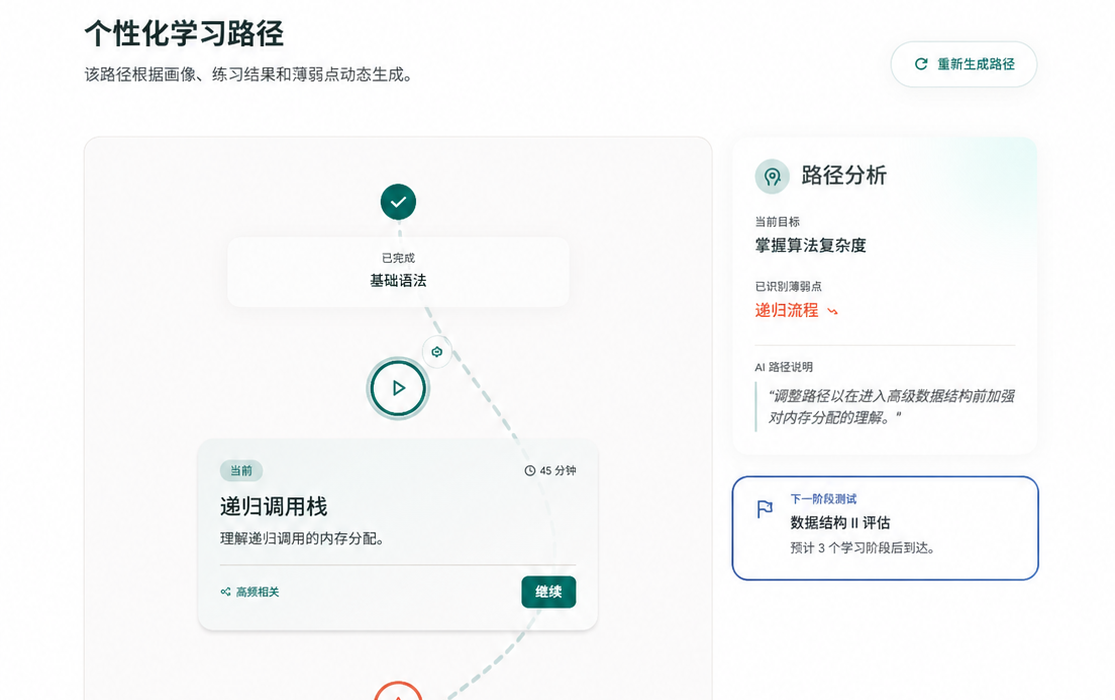 个性化学习路径
该路径根据画像、练习结果和薄弱点动态生成。
重新生成路径
已完成
基础语法
当前
45 分钟
递归调用栈
理解递归调用的内存分配。
高频相关
继续
路径分析
当前目标
掌握算法复杂度
已识别薄弱点
递归流程
AI 路径说明
“调整路径以在进入高级数据结构前加强
对内存分配的理解。”
下一阶段测试
数据结构 II 评估
预计 3 个学习阶段后到达。